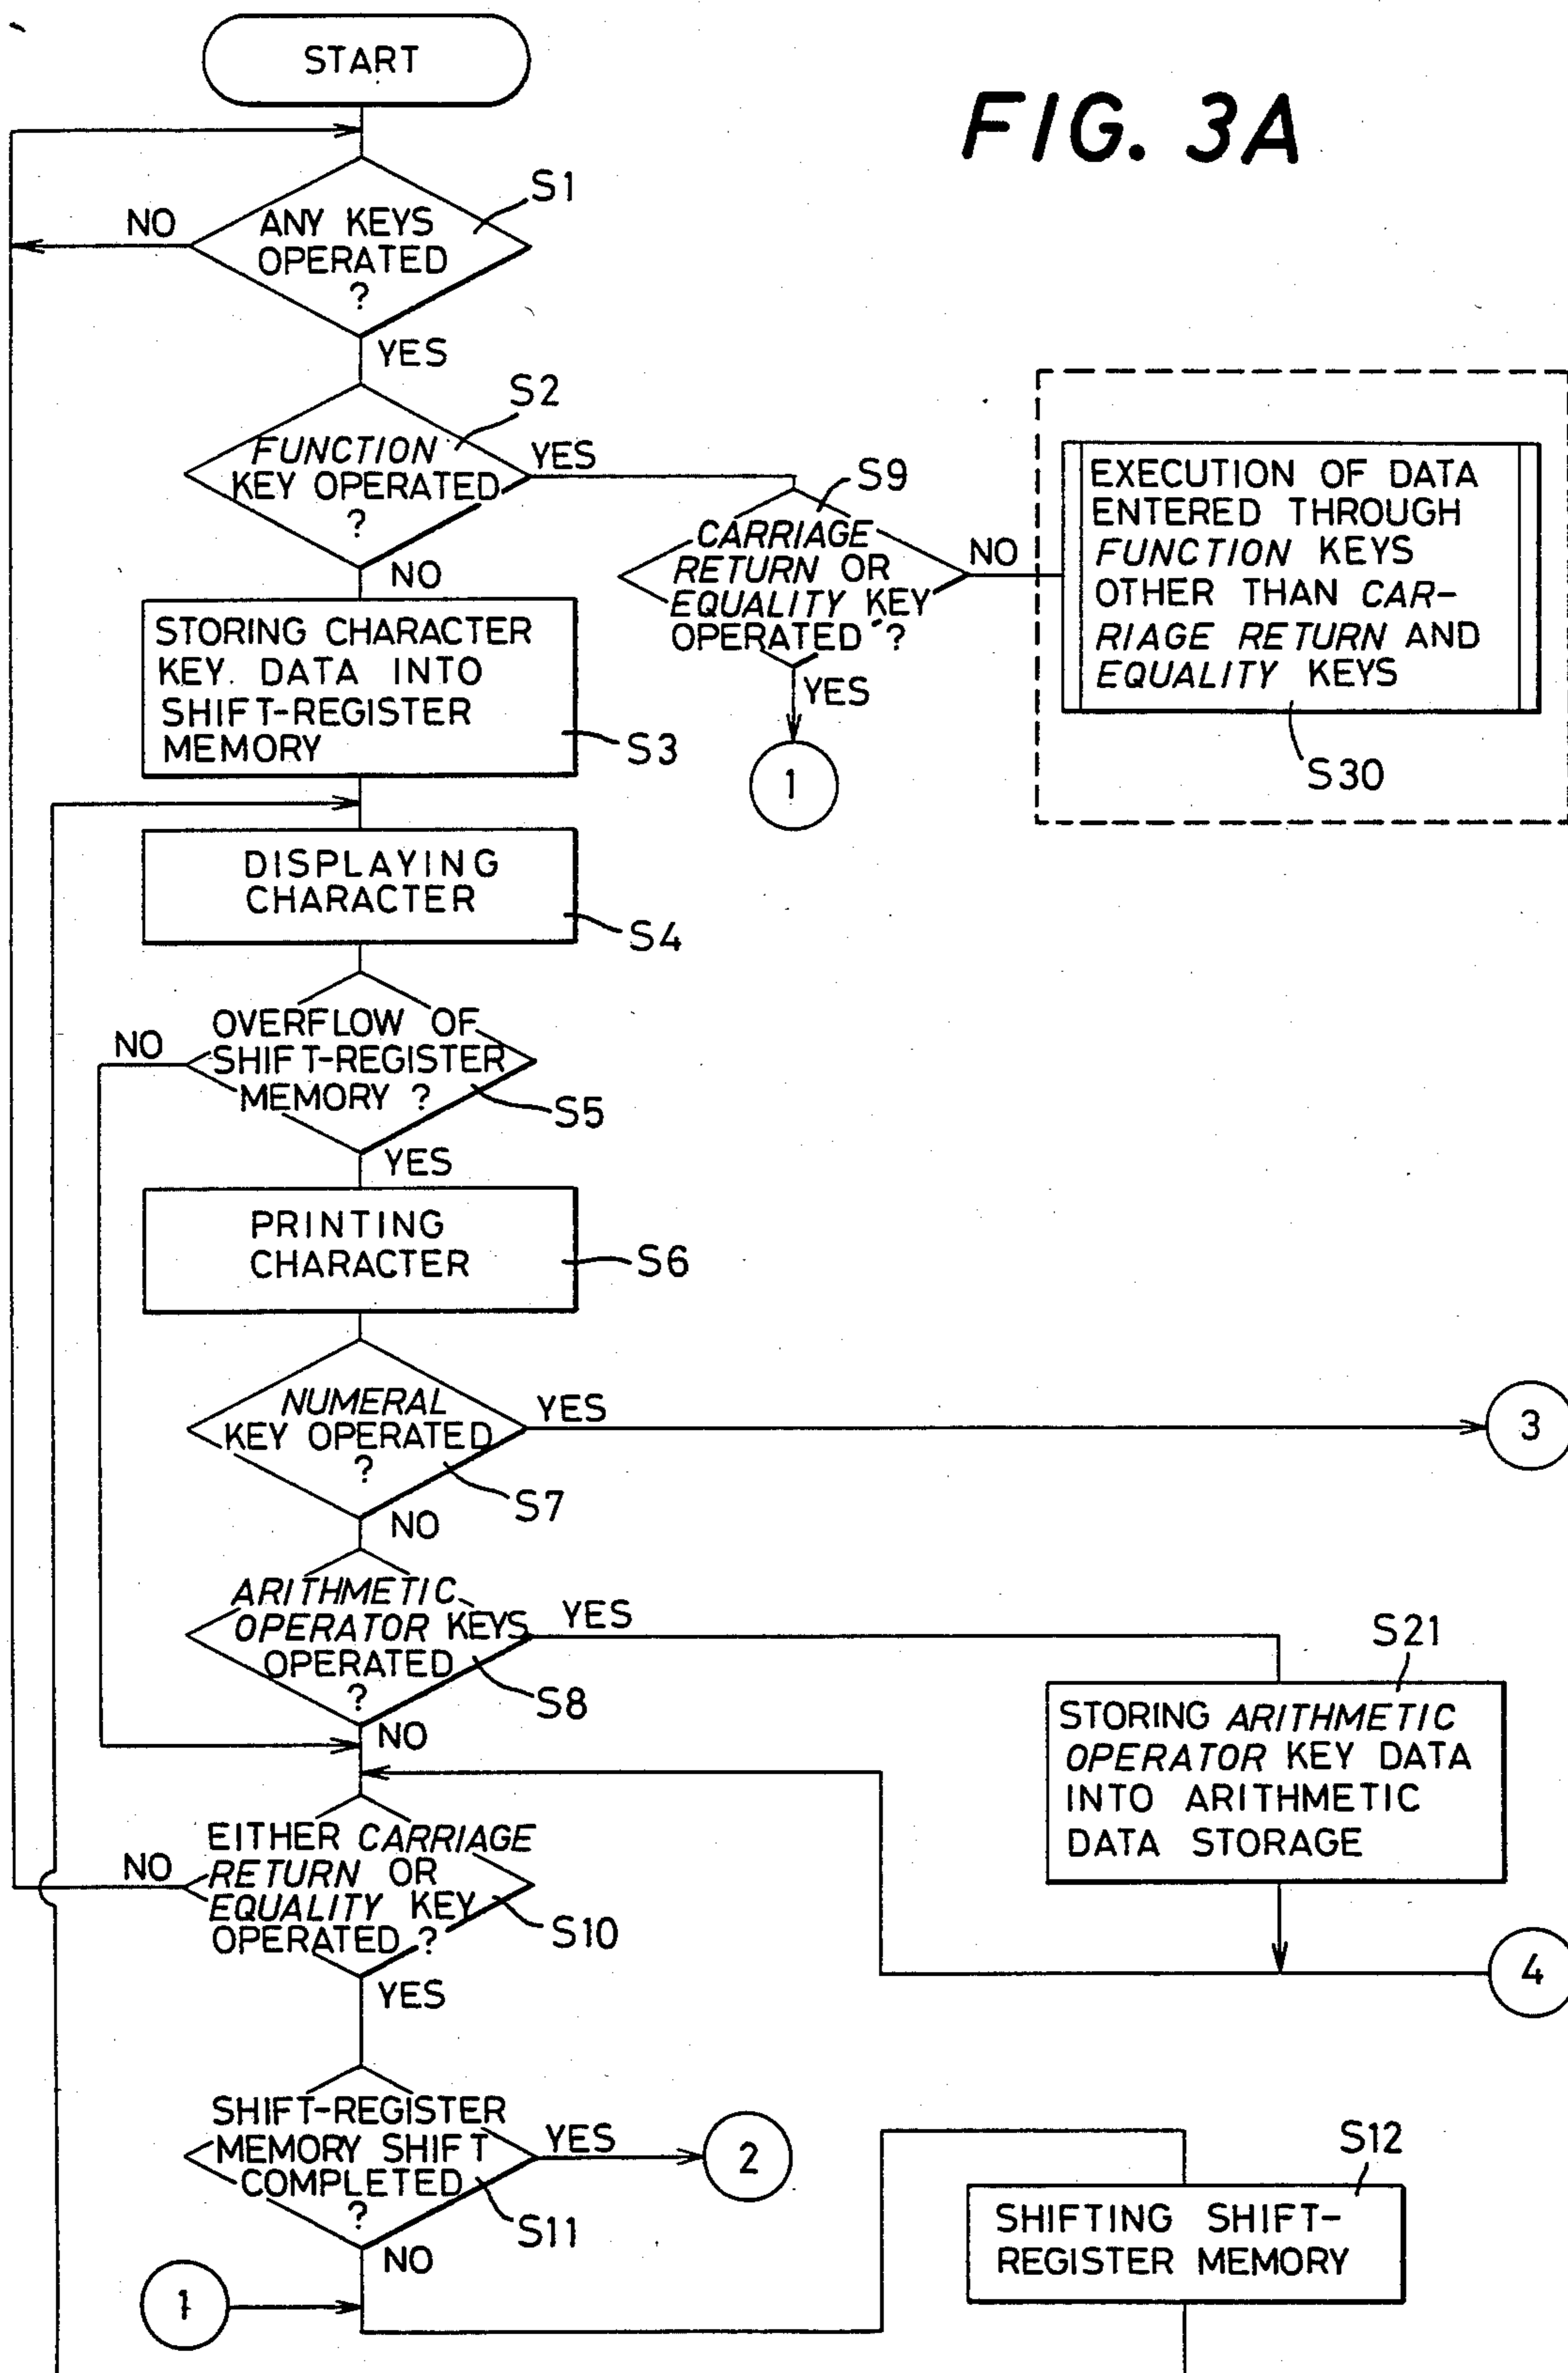 START
FIG. 3A
S1
NO
ANY KEYS
OPERATED
?
YES
S2
FUNCTION
KEY OPERATED
?
YES
NO
S9
CARRIAGE
RETURN OR
EQUALITY KEY
OPERATED ?
NO
YES
1
EXECUTION OF DATA
ENTERED THROUGH
FUNCTION KEYS
OTHER THAN CAR-
RIAGE RETURN AND
EQUALITY KEYS
S30
STORING CHARACTER
KEY DATA INTO
SHIFT-REGISTER
MEMORY
S3
DISPLAYING
CHARACTER
S4
OVERFLOW OF
SHIFT-REGISTER
MEMORY ?
NO
S5
YES
PRINTING
CHARACTER
S6
NUMERAL
KEY OPERATED
?
YES
3
S7
NO
ARITHMETIC
OPERATOR KEYS
OPERATED
?
YES
S8
NO
S21
STORING ARITHMETIC
OPERATOR KEY DATA
INTO ARITHMETIC
DATA STORAGE
4
EITHER CARRIAGE
RETURN OR
EQUALITY KEY
OPERATED ?
NO
S10
YES
SHIFT-REGISTER
MEMORY SHIFT
COMPLETED
?
YES
2
S11
NO
1
S12
SHIFTING SHIFT-
REGISTER MEMORY